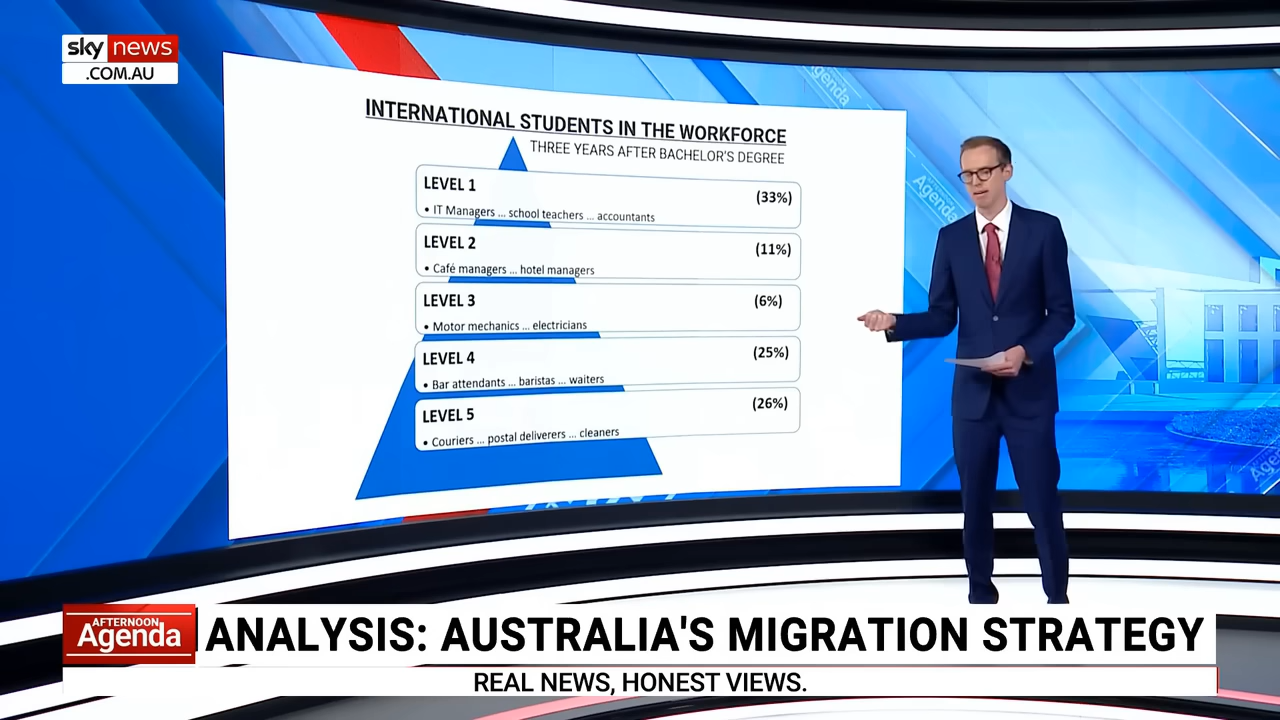 sky news
.COM.AU
Agenda
INTERNATIONAL STUDENTS IN THE WORKFORCE
THREE YEARS AFTER BACHELOR'S DEGREE
LEVEL 1
(33%)
• IT Managers ... school teachers ... accountants
LEVEL 2
(11%)
• Café managers ... hotel managers
LEVEL 3
(6%)
• Motor mechanics ... electricians
LEVEL 4
(25%)
• Bar attendants ... baristas ... waiters
LEVEL 5
(26%)
• Couriers ... postal deliverers ... cleaners
AFTERNOON
Agenda
AFTERNOON
Agenda
ANALYSIS: AUSTRALIA'S MIGRATION STRATEGY
REAL NEWS, HONEST VIEWS.